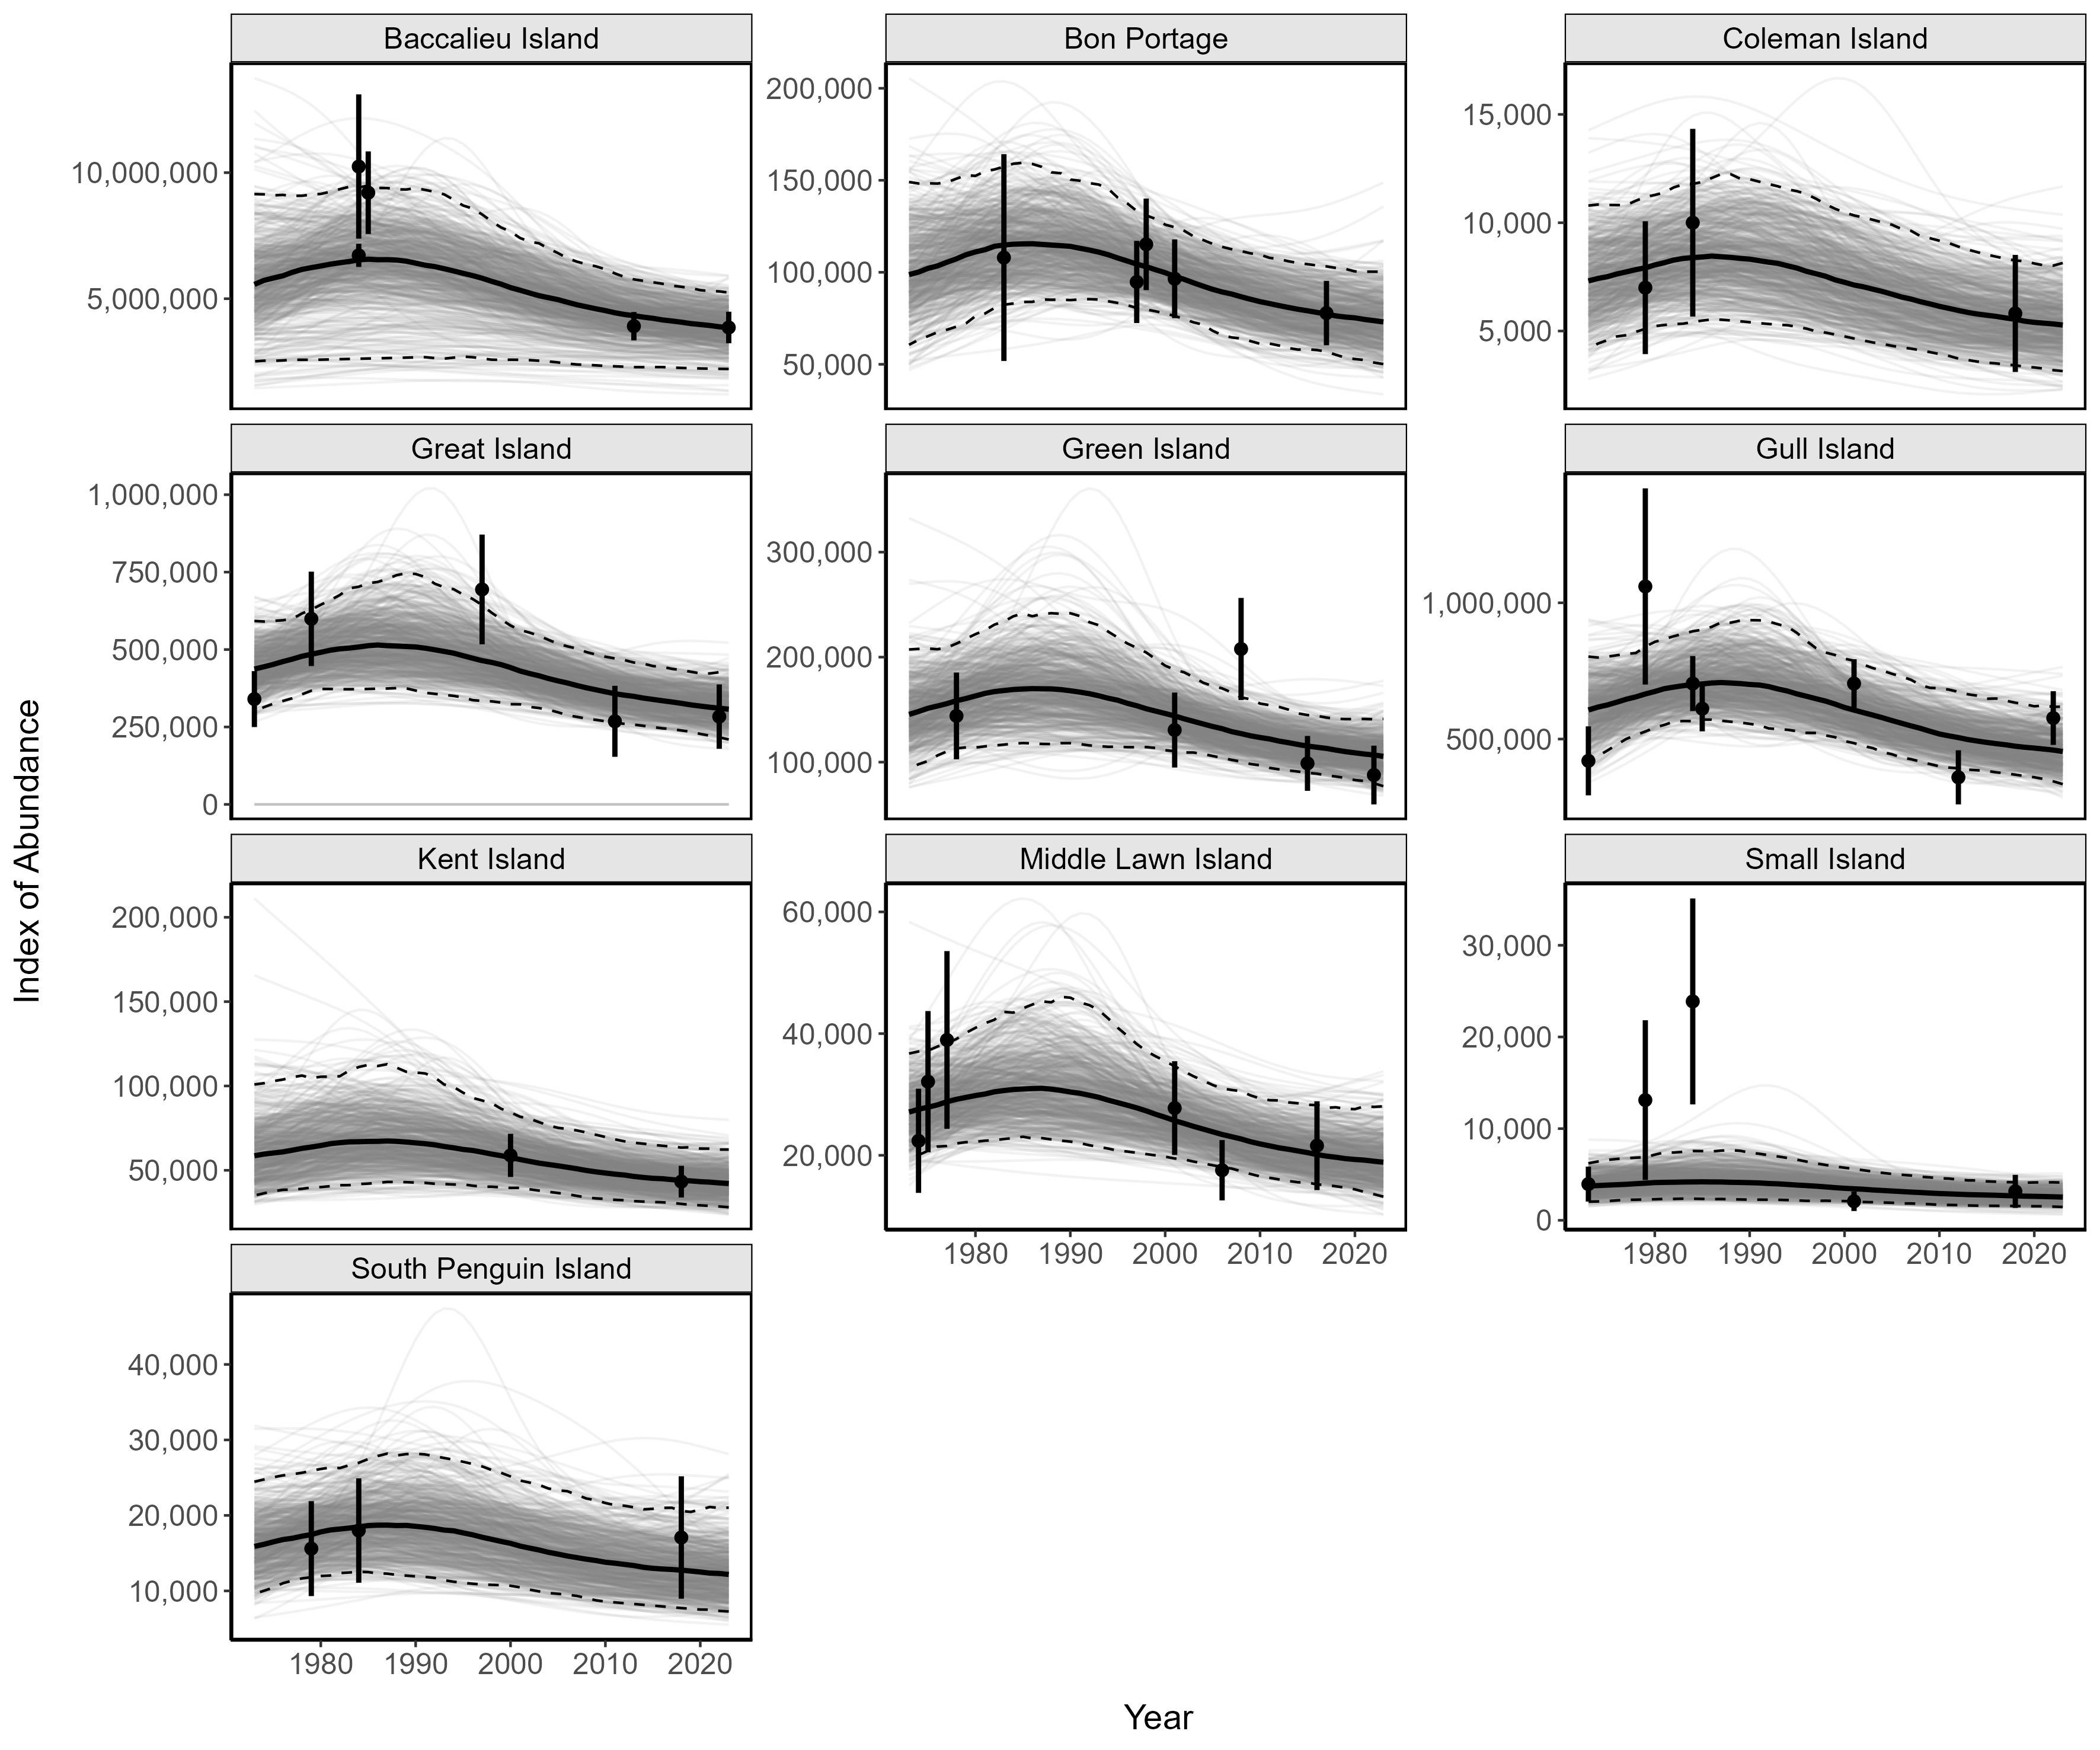 Baccalieu Island
Bon Portage
Coleman Island
10,000,000
5,000,000
200,000
150,000
100,000
50,000
15,000
10,000
5,000
Great Island
Green Island
Gull Island
1,000,000
750,000
500,000
250,000
0
300,000
200,000
100,000
1,000,000
500,000
Kent Island
Middle Lawn Island
Small Island
200,000
150,000
100,000
50,000
60,000
40,000
20,000
30,000
20,000
10,000
0
1980 1990 2000 2010 2020
1980 1990 2000 2010 2020
South Penguin Island
40,000
30,000
20,000
10,000
1980 1990 2000 2010 2020
Index of Abundance
Year